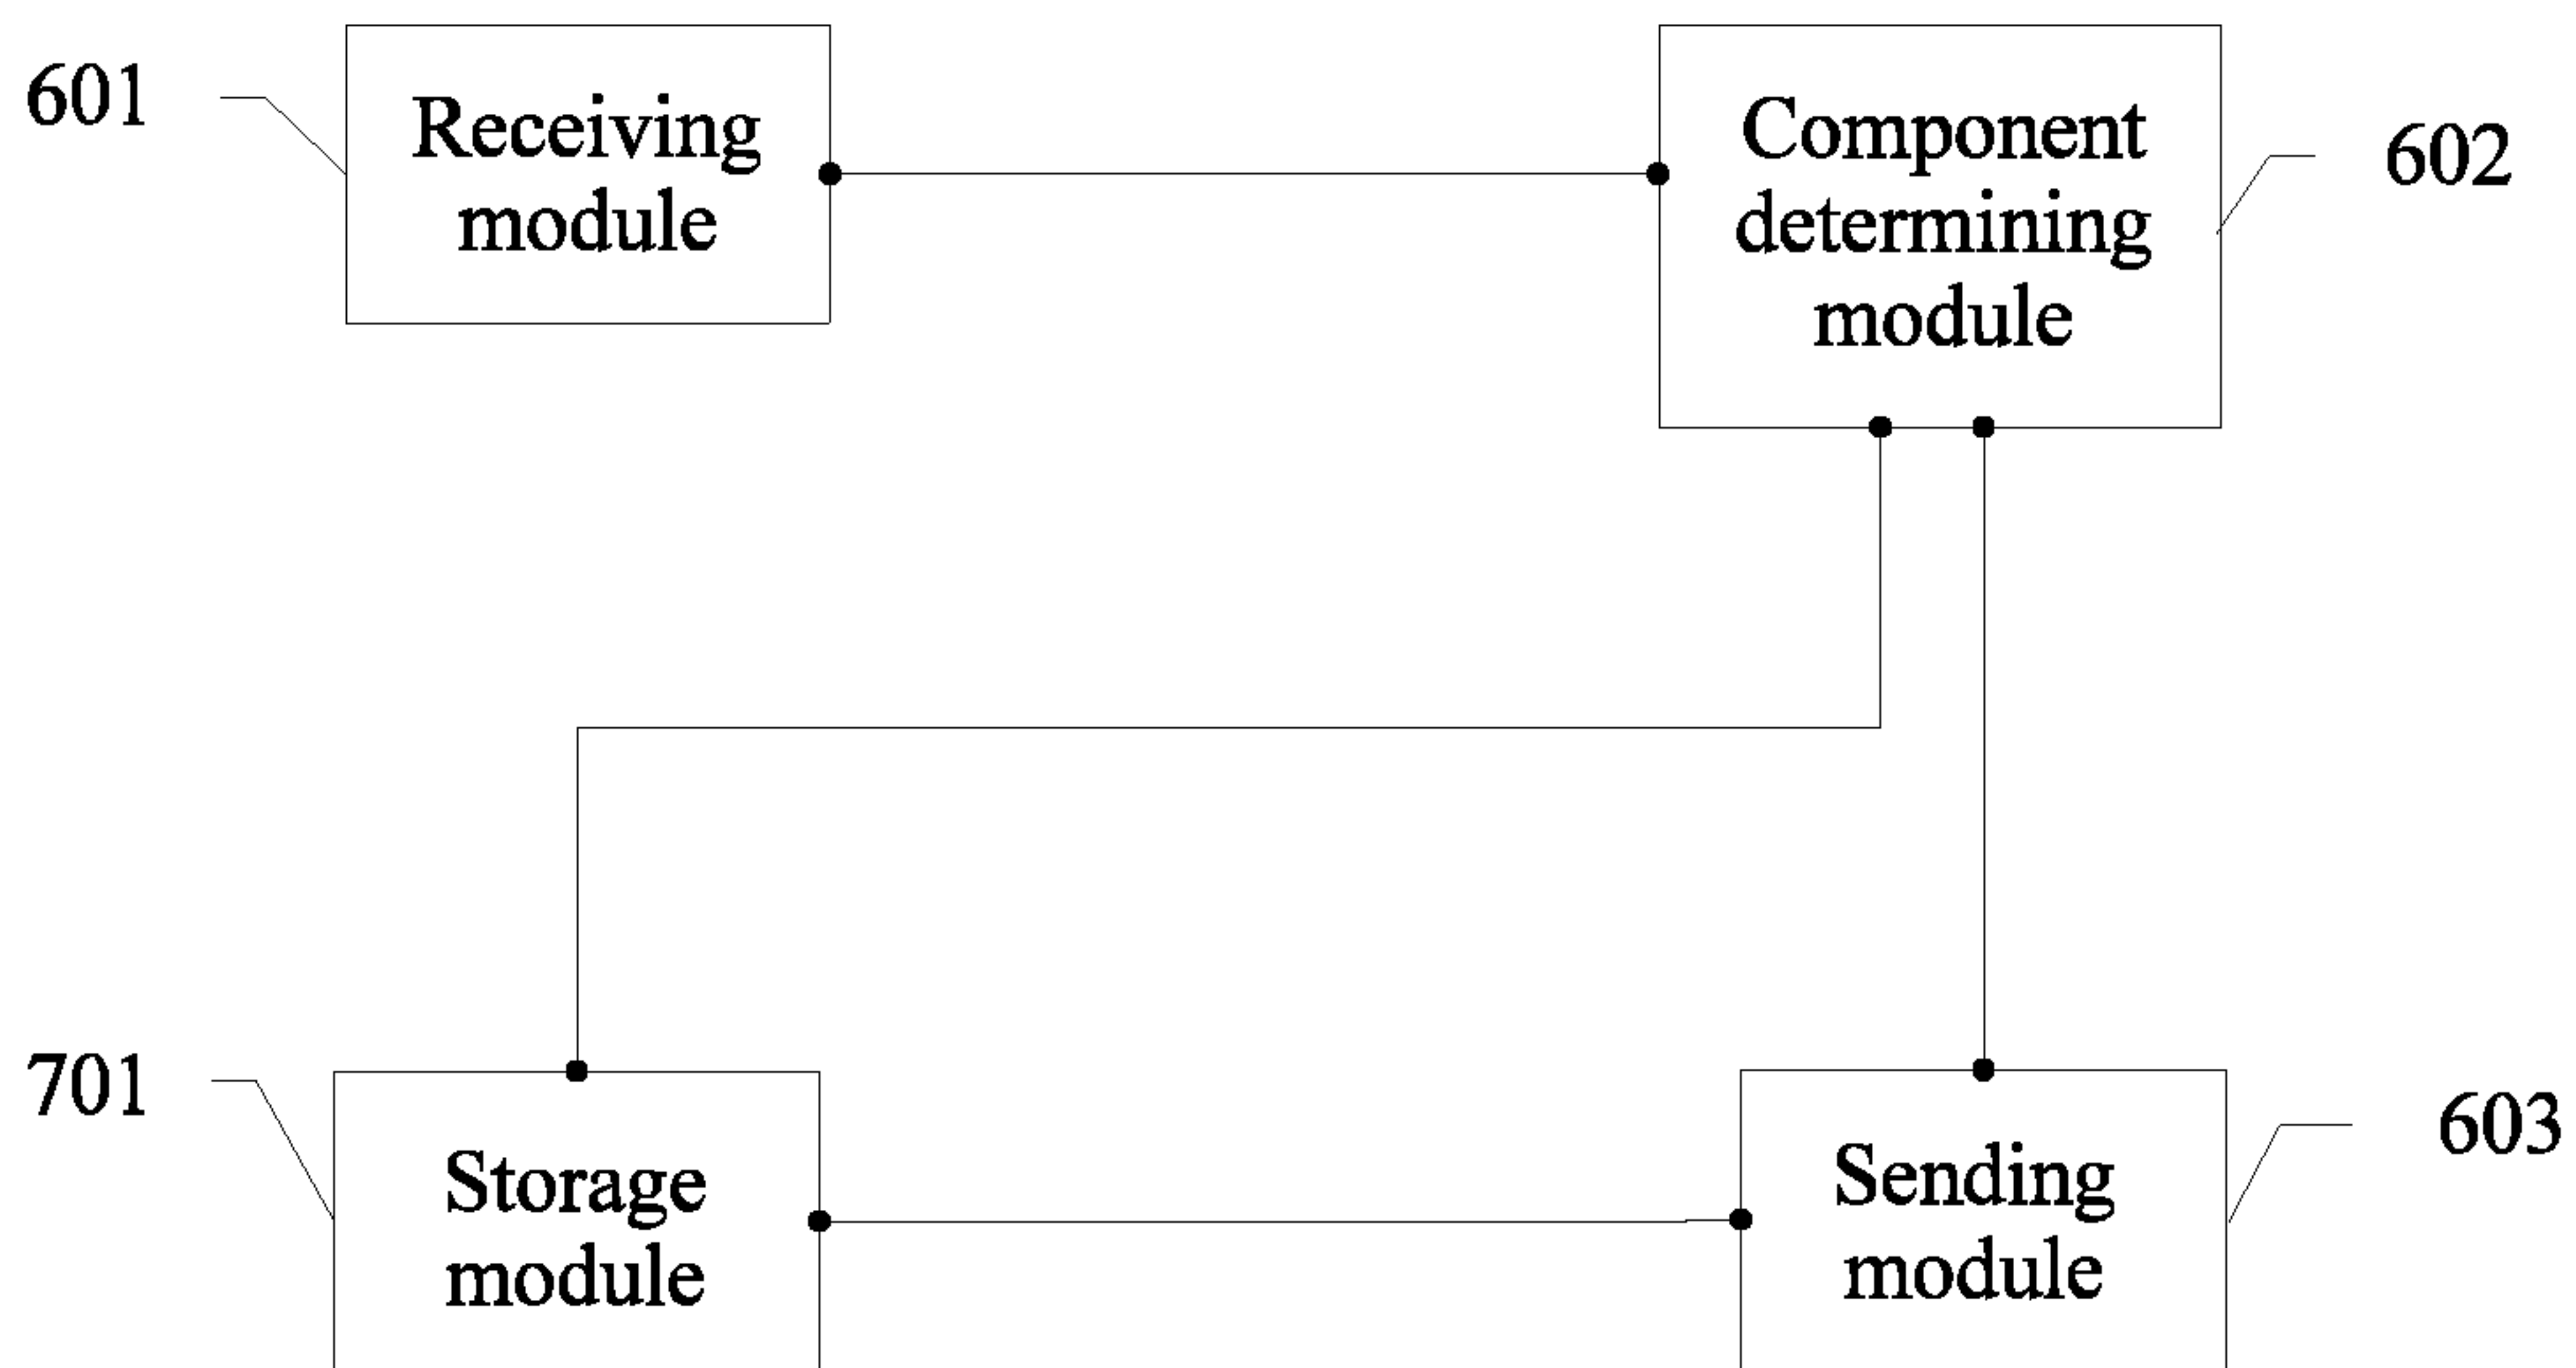 601
Receiving
module
Component
determining
module
602
701
Storage
module
Sending
module
603